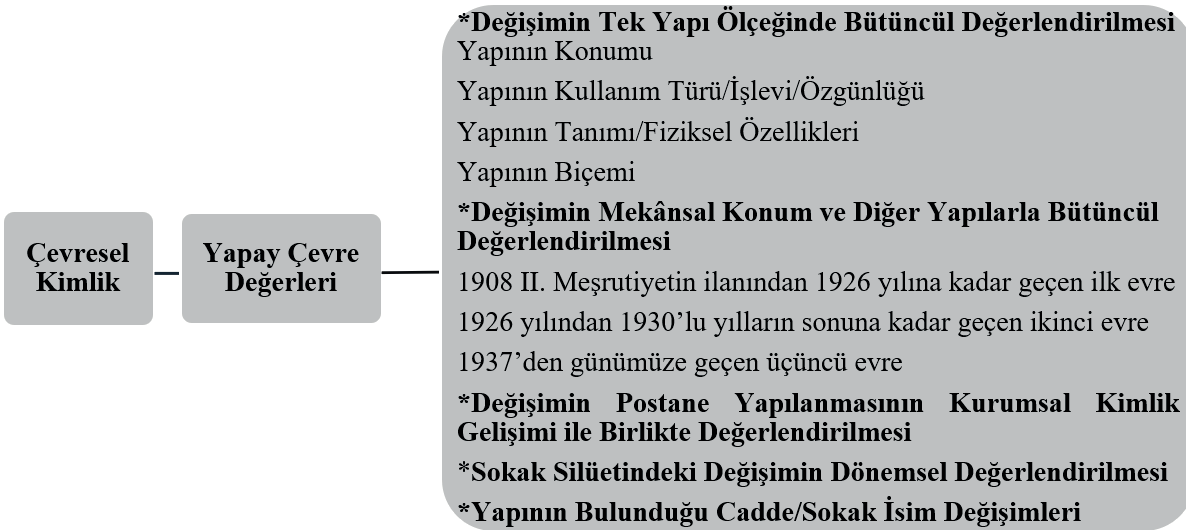 Çevresel
Kimlik
Yapay Çevre
Değerleri
*Değişimin Tek Yapı Ölçeğinde Bütüncül Değerlendirilmesi
Yapının Konumu
Yapının Kullanım Türü/İşlevi/Özgünlüğü
Yapının Tanımı/Fiziksel Özellikleri
Yapının Biçemi
*Değişimin Mekânsal Konum ve Diğer Yapılarla Bütüncül
Değerlendirilmesi
1908 II. Meşrutiyetin ilanından 1926 yılına kadar geçen ilk evre
1926 yılından 1930’lu yılların sonuna kadar geçen ikinci evre
1937’den günümüze geçen üçüncü evre
*Değişimin Postane Yapılanmasının Kurumsal Kimlik
Gelişimi ile Birlikte Değerlendirilmesi
*Sokak Silüetindeki Değişimin Dönemsel Değerlendirilmesi
*Yapının Bulunduğu Cadde/Sokak İsim Değişimleri